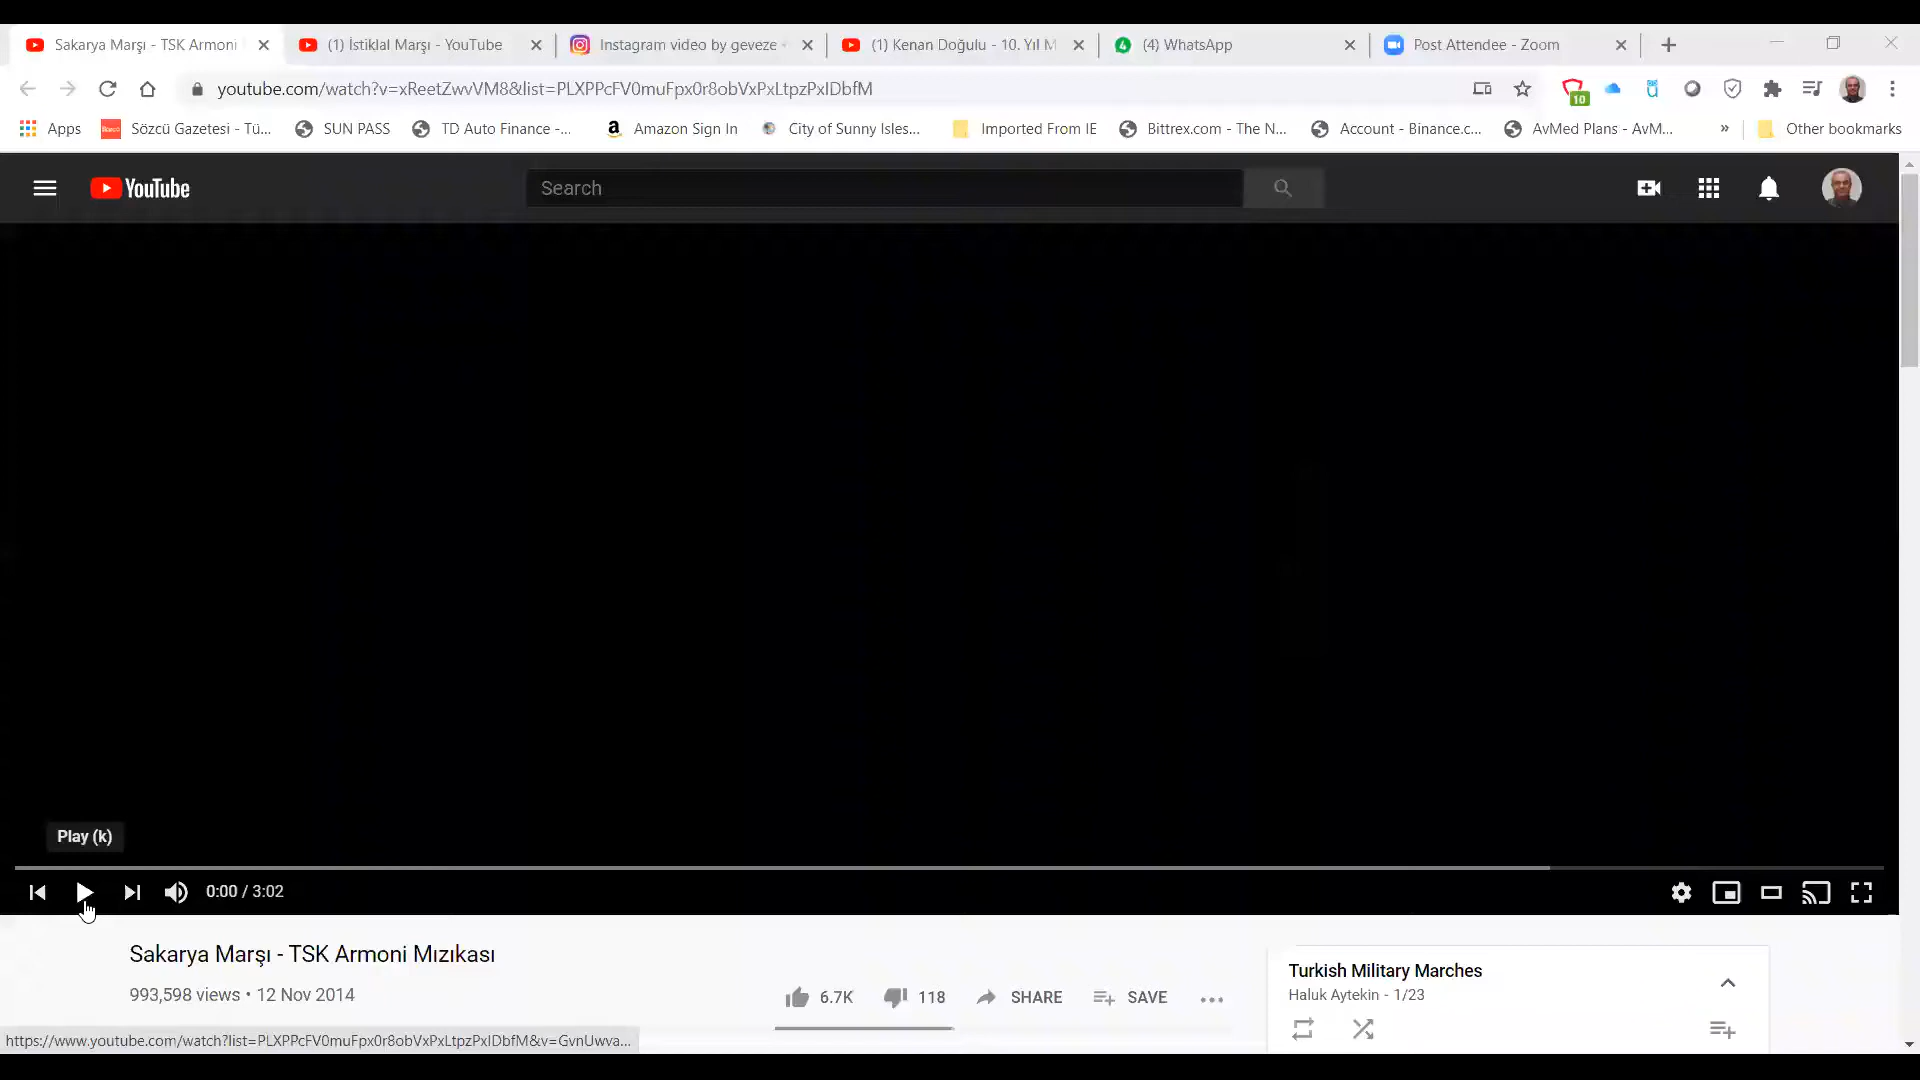 Sakarya Marşı - TSK Armoni
(1) İstiklal Marşı - YouTube
Instagram video by geveze
(1) Kenan Doğulu - 10. Yıl M
(4) WhatsApp
Post Attendee - Zoom
youtube.com/watch?v=xReetZwvVM8&list=PLXPPcFV0muFpx0r8obVxPxLtpzPxIDbfM
10
Apps
Sözcü Gazetesi - Tü...
SUN PASS
TD Auto Finance -...
Amazon Sign In
City of Sunny Isles...
Imported From IE
Bittrex.com - The N...
Account - Binance.c...
AvMed Plans - AvM...
»
Other bookmarks
YouTube
Search
Play (k)
0:00 / 3:02
Sakarya Marşı - TSK Armoni Mızıkası
993,598 views • 12 Nov 2014
6.7K
118
SHARE
SAVE
Turkish Military Marches
Haluk Aytekin - 1/23
https://www.youtube.com/watch?list=PLXPPcFV0muFpx0r8obVxPxLtpzPxIDbfM&v=GvnUwva...